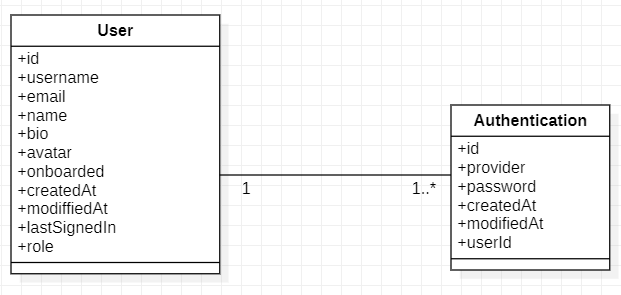 User
+id
+username
+email
+name
+bio
+avatar
+onboarded
+createdAt
+modiffiedAt
+lastSignedIn
+role
1
1..*
Authentication
+id
+provider
+password
+createdAt
+modifiedAt
+userId